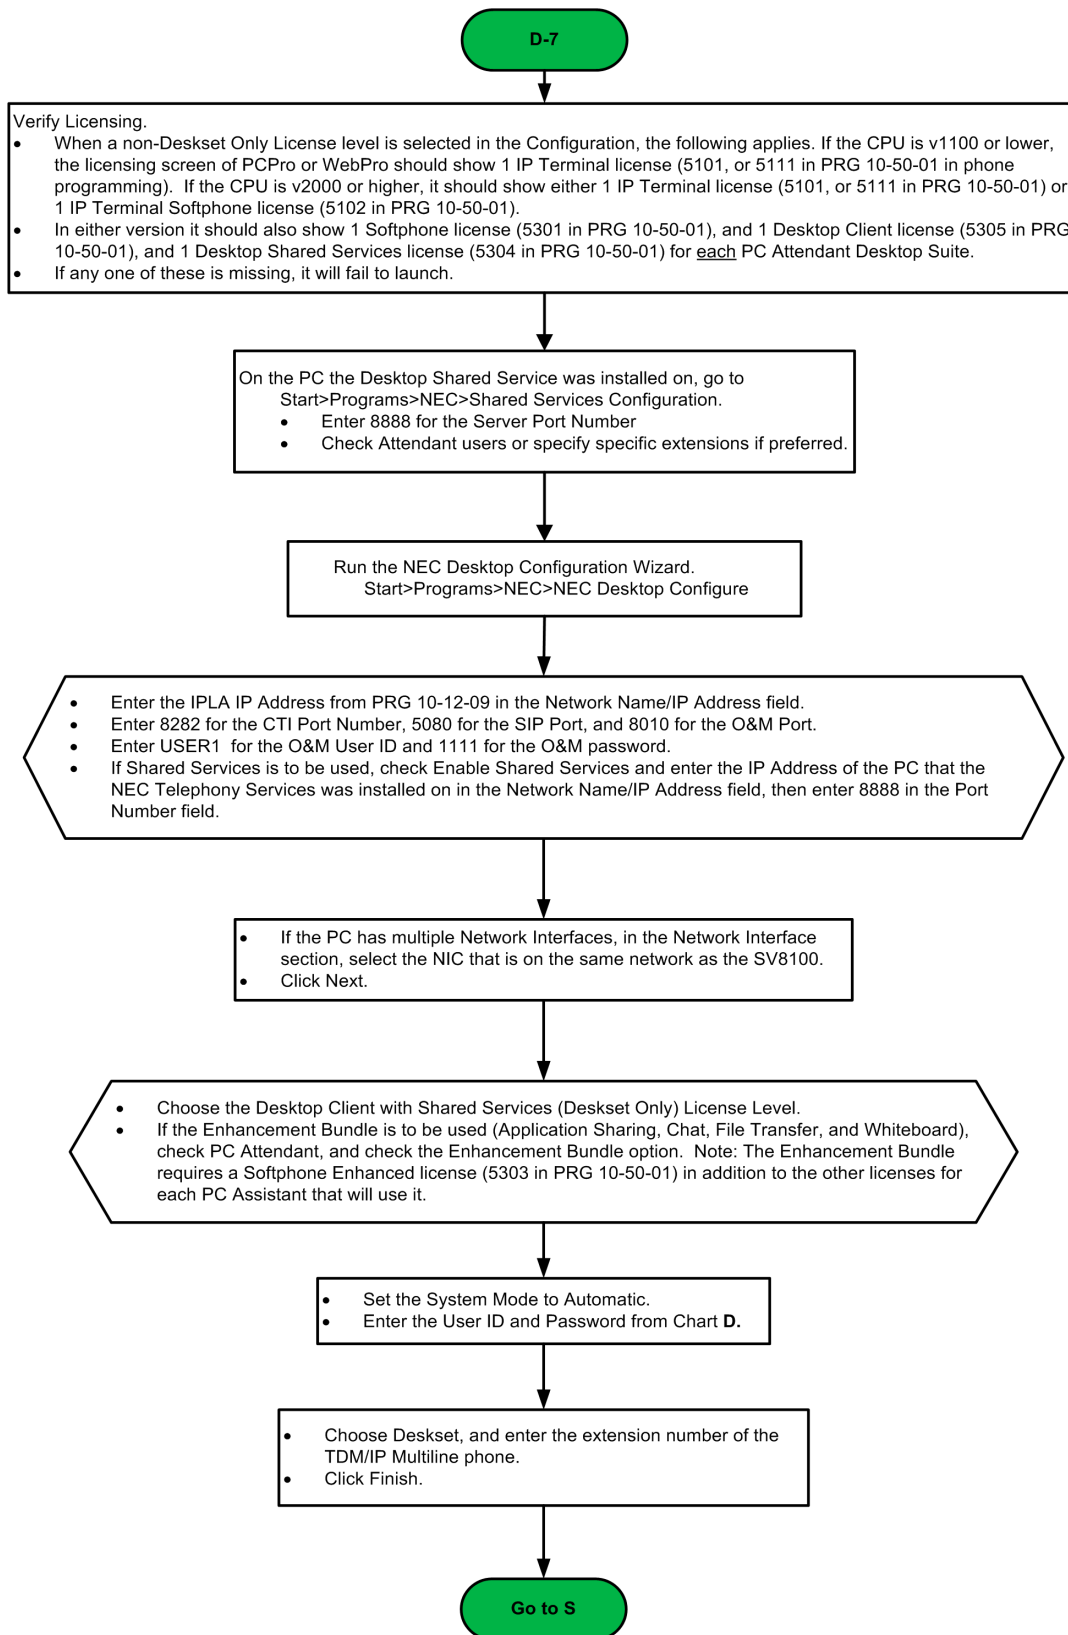 D-7
Verify Licensing.
• When a non-Deskset Only License level is selected in the Configuration, the following applies. If the CPU is v1100 or lower,
the licensing screen of PCPro or WebPro should show 1 IP Terminal license (5101, or 5111 in PRG 10-50-01 in phone
programming).  If the CPU is v2000 or higher, it should show either 1 IP Terminal license (5101, or 5111 in PRG 10-50-01) or
1 IP Terminal Softphone license (5102 in PRG 10-50-01).
• In either version it should also show 1 Softphone license (5301 in PRG 10-50-01), and 1 Desktop Client license (5305 in PRG
10-50-01), and 1 Desktop Shared Services license (5304 in PRG 10-50-01) for each PC Attendant Desktop Suite.
• If any one of these is missing, it will fail to launch.
On the PC the Desktop Shared Service was installed on, go to
Start>Programs>NEC>Shared Services Configuration.
• Enter 8888 for the Server Port Number
• Check Attendant users or specify specific extensions if preferred.
Run the NEC Desktop Configuration Wizard.
Start>Programs>NEC>NEC Desktop Configure
• Enter the IPLA IP Address from PRG 10-12-09 in the Network Name/IP Address field.
• Enter 8282 for the CTI Port Number, 5080 for the SIP Port, and 8010 for the O&M Port.
• Enter USER1  for the O&M User ID and 1111 for the O&M password.
• If Shared Services is to be used, check Enable Shared Services and enter the IP Address of the PC that the
NEC Telephony Services was installed on in the Network Name/IP Address field, then enter 8888 in the Port
Number field.
• If the PC has multiple Network Interfaces, in the Network Interface
section, select the NIC that is on the same network as the SV8100.
• Click Next.
• Choose the Desktop Client with Shared Services (Deskset Only) License Level.
• If the Enhancement Bundle is to be used (Application Sharing, Chat, File Transfer, and Whiteboard),
check PC Attendant, and check the Enhancement Bundle option.  Note: The Enhancement Bundle
requires a Softphone Enhanced license (5303 in PRG 10-50-01) in addition to the other licenses for
each PC Assistant that will use it.
• Set the System Mode to Automatic.
• Enter the User ID and Password from Chart D.
• Choose Deskset, and enter the extension number of the
TDM/IP Multiline phone.
• Click Finish.
Go to S